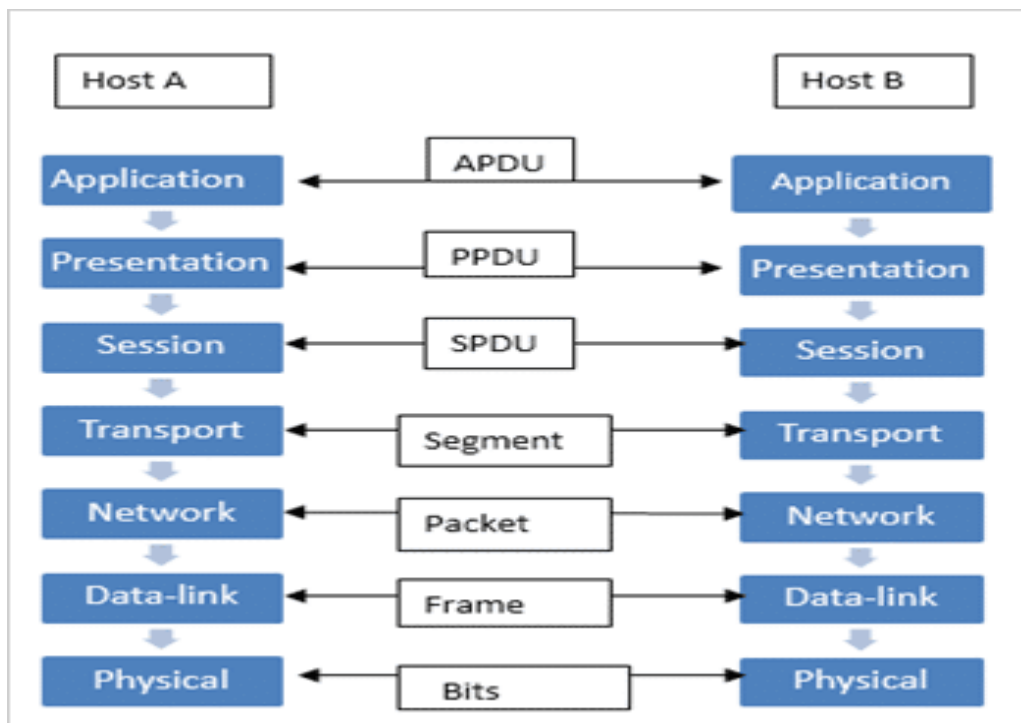 Host A
Host B
Application
APDU
Application
Presentation
PPDU
Presentation
Session
SPDU
Session
Transport
Segment
Transport
Network
Packet
Network
Data-link
Frame
Data-link
Physical
Bits
Physical